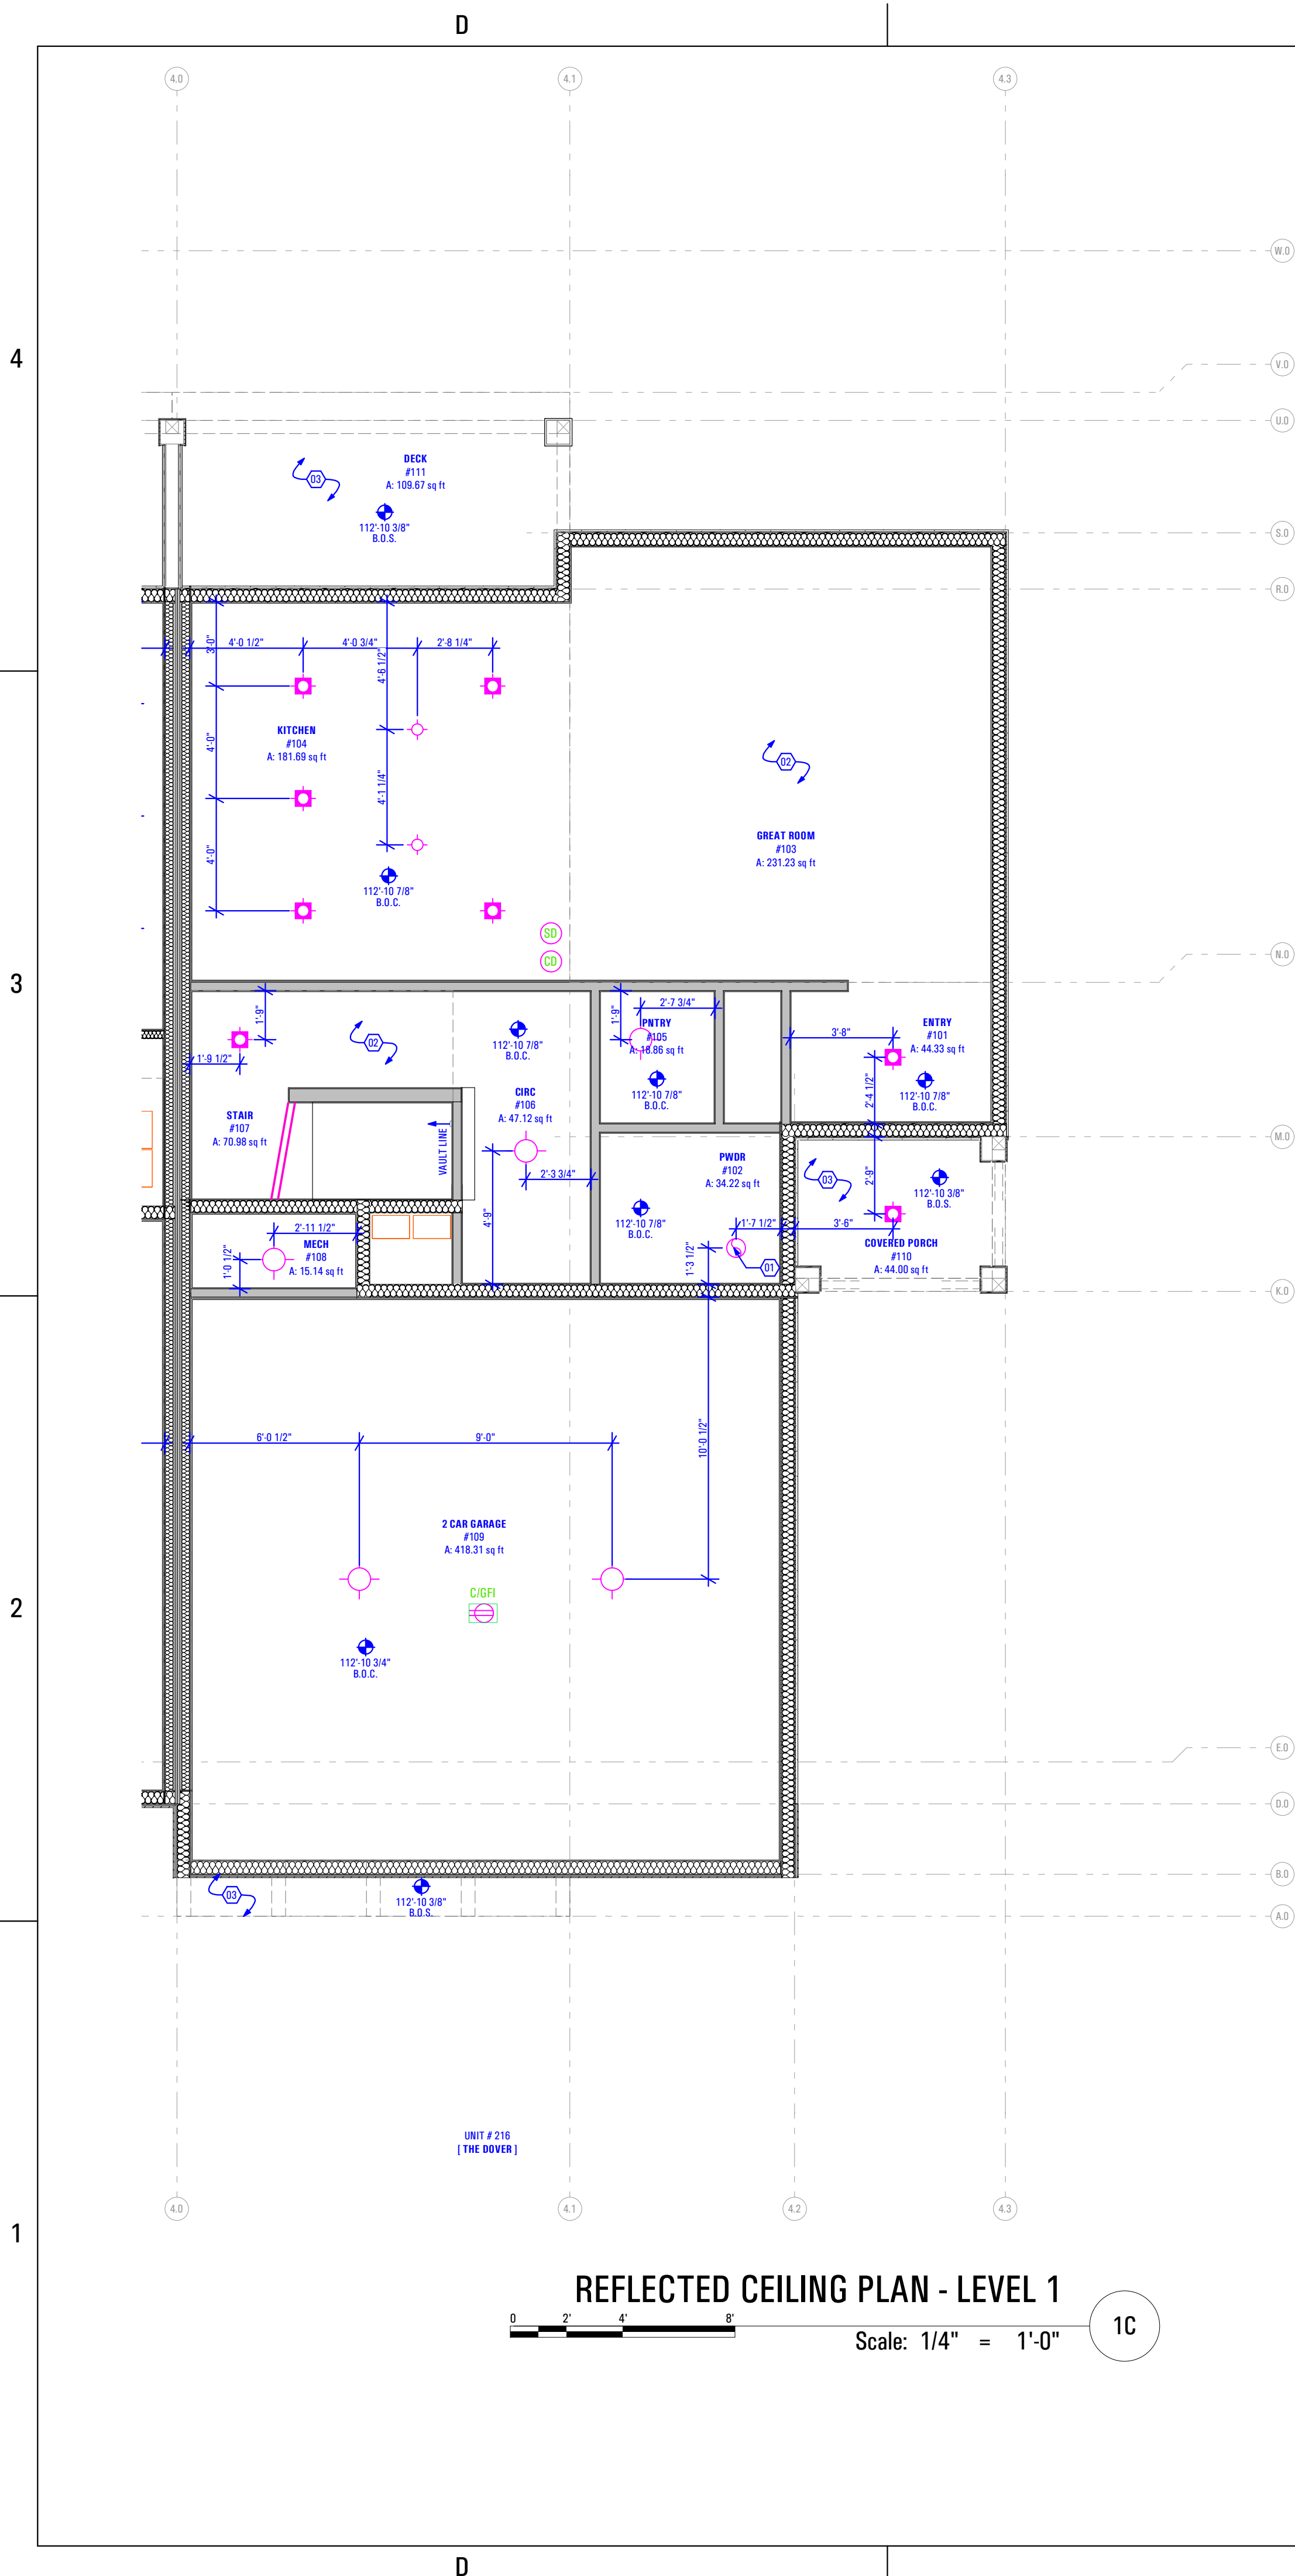 D
4.0
4.1
4.3
W.0
4
V.0
U.0
DECK
#111
A: 109.67 sq ft
03
112'-10 3/8"
B.O.S.
S.0
R.0
4'-0 1/2"
4'-0 3/4"
2'-8 1/4"
3'-0"
4'-6 1/2"
KITCHEN
#104
A: 181.69 sq ft
4'-0"
4'-1 1/4"
02
GREAT ROOM
#103
A: 231.23 sq ft
4'-0"
112'-10 7/8"
B.O.C.
SD
CD
N.0
3
1'-9"
1'-9 1/2"
02
112'-10 7/8"
B.O.C.
1'-9"
2'-7 3/4"
PNTRY
#105
A: 18.86 sq ft
112'-10 7/8"
B.O.C.
3'-8"
ENTRY
#101
A: 44.33 sq ft
2'-4 1/2"
112'-10 7/8"
B.O.C.
CIRC
#106
A: 47.12 sq ft
STAIR
#107
A: 70.98 sq ft
VAULT LINE
M.0
2'-3 3/4"
4'-9"
PWDR
#102
A: 34.22 sq ft
112'-10 7/8"
B.O.C.
03
2'-9"
112'-10 3/8"
B.O.S.
1'-7 1/2"
3'-6"
COVERED PORCH
#110
A: 44.00 sq ft
1'-3 1/2"
01
2'-11 1/2"
MECH
#108
A: 15.14 sq ft
1'-0 1/2"
K.0
6'-0 1/2"
9'-0"
10'-0 1/2"
2 CAR GARAGE
#109
A: 418.31 sq ft
C/GFI
2
112'-10 3/4"
B.O.C.
E.0
D.0
B.0
03
112'-10 3/8"
B.O.S.
A.0
UNIT # 216
[ THE DOVER ]
4.0
4.1
4.2
4.3
1
REFLECTED CEILING PLAN - LEVEL 1
0 2' 4' 8'
1C
Scale: 1/4" = 1'-0"
D